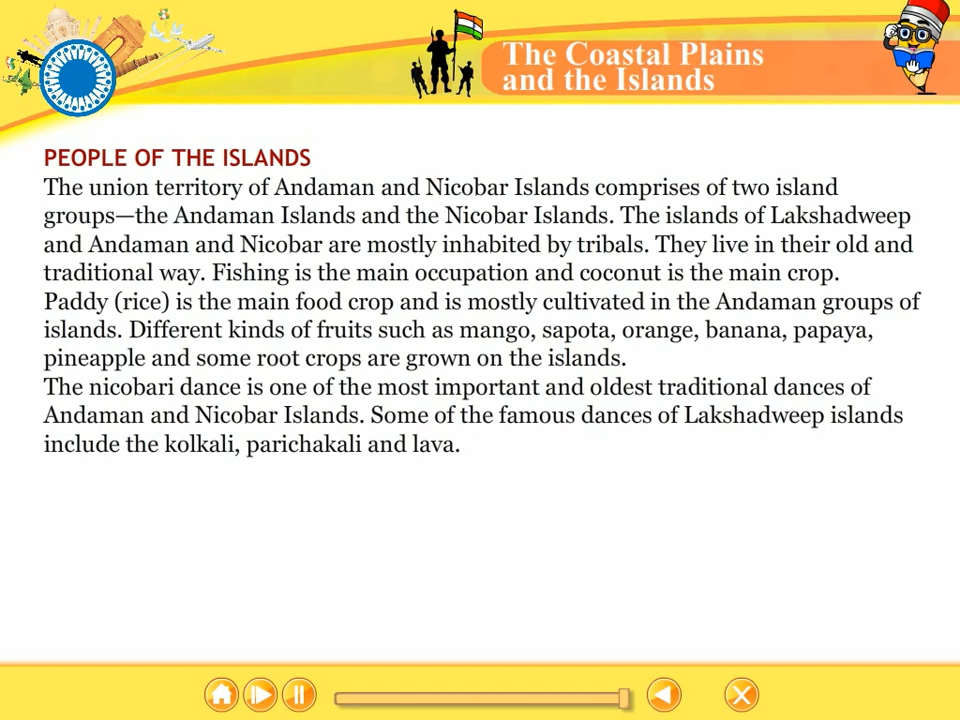 The Coastal Plains
and the Islands
PEOPLE OF THE ISLANDS
The union territory of Andaman and Nicobar Islands comprises of two island
groups—the Andaman Islands and the Nicobar Islands. The islands of Lakshadweep
and Andaman and Nicobar are mostly inhabited by tribals. They live in their old and
traditional way. Fishing is the main occupation and coconut is the main crop.
Paddy (rice) is the main food crop and is mostly cultivated in the Andaman groups of
islands. Different kinds of fruits such as mango, sapota, orange, banana, papaya,
pineapple and some root crops are grown on the islands.
The nicobari dance is one of the most important and oldest traditional dances of
Andaman and Nicobar Islands. Some of the famous dances of Lakshadweep islands
include the kolkali, parichakali and lava.